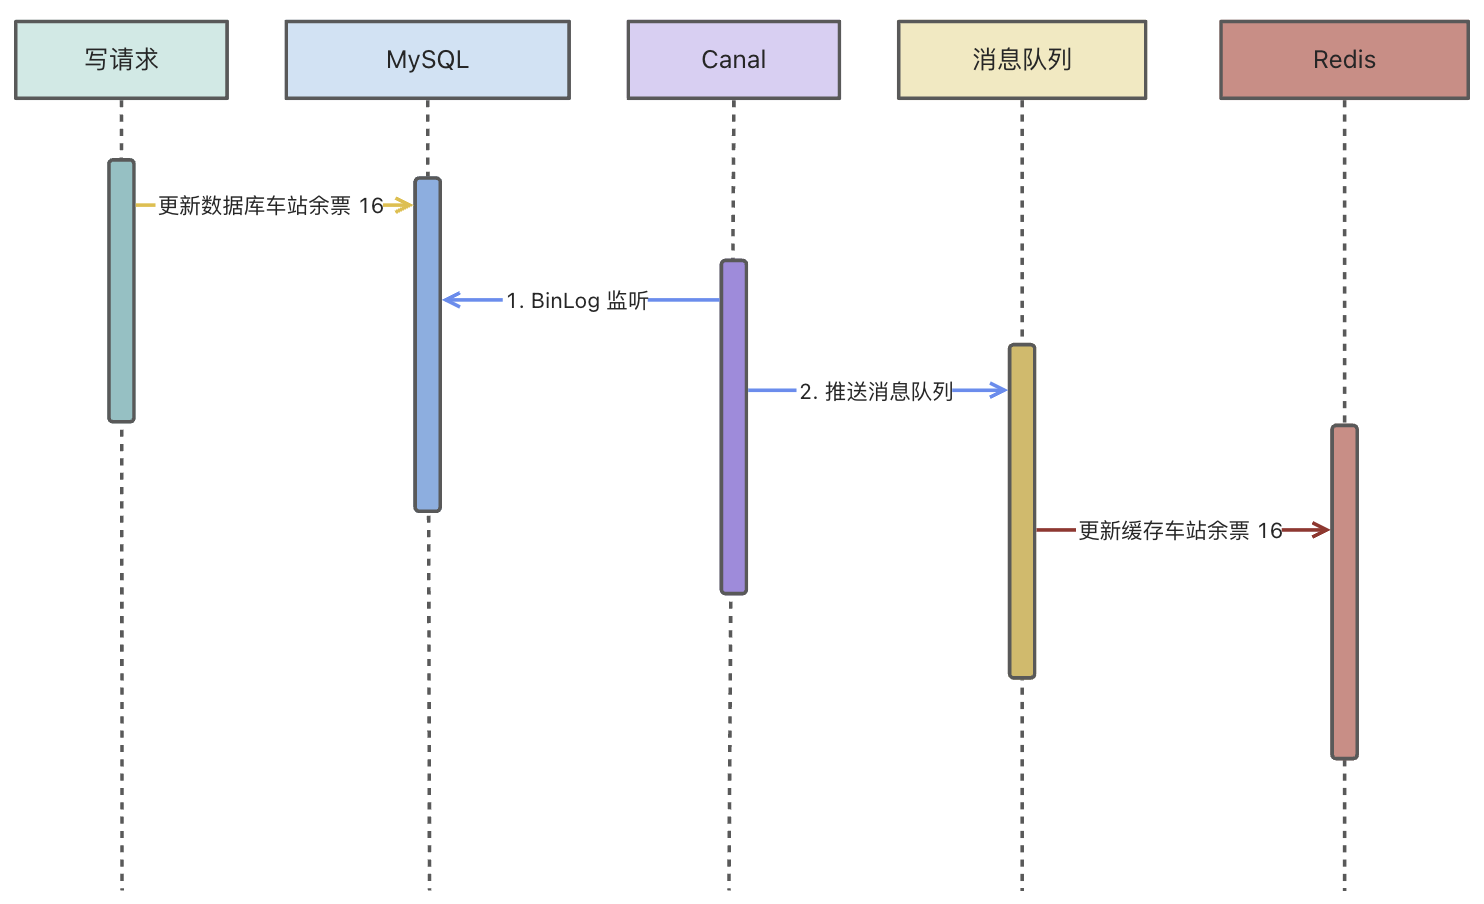 写请求
MySQL
Canal
消息队列
Redis
更新数据库车站余票 16
1. BinLog 监听
2. 推送消息队列
更新缓存车站余票 16